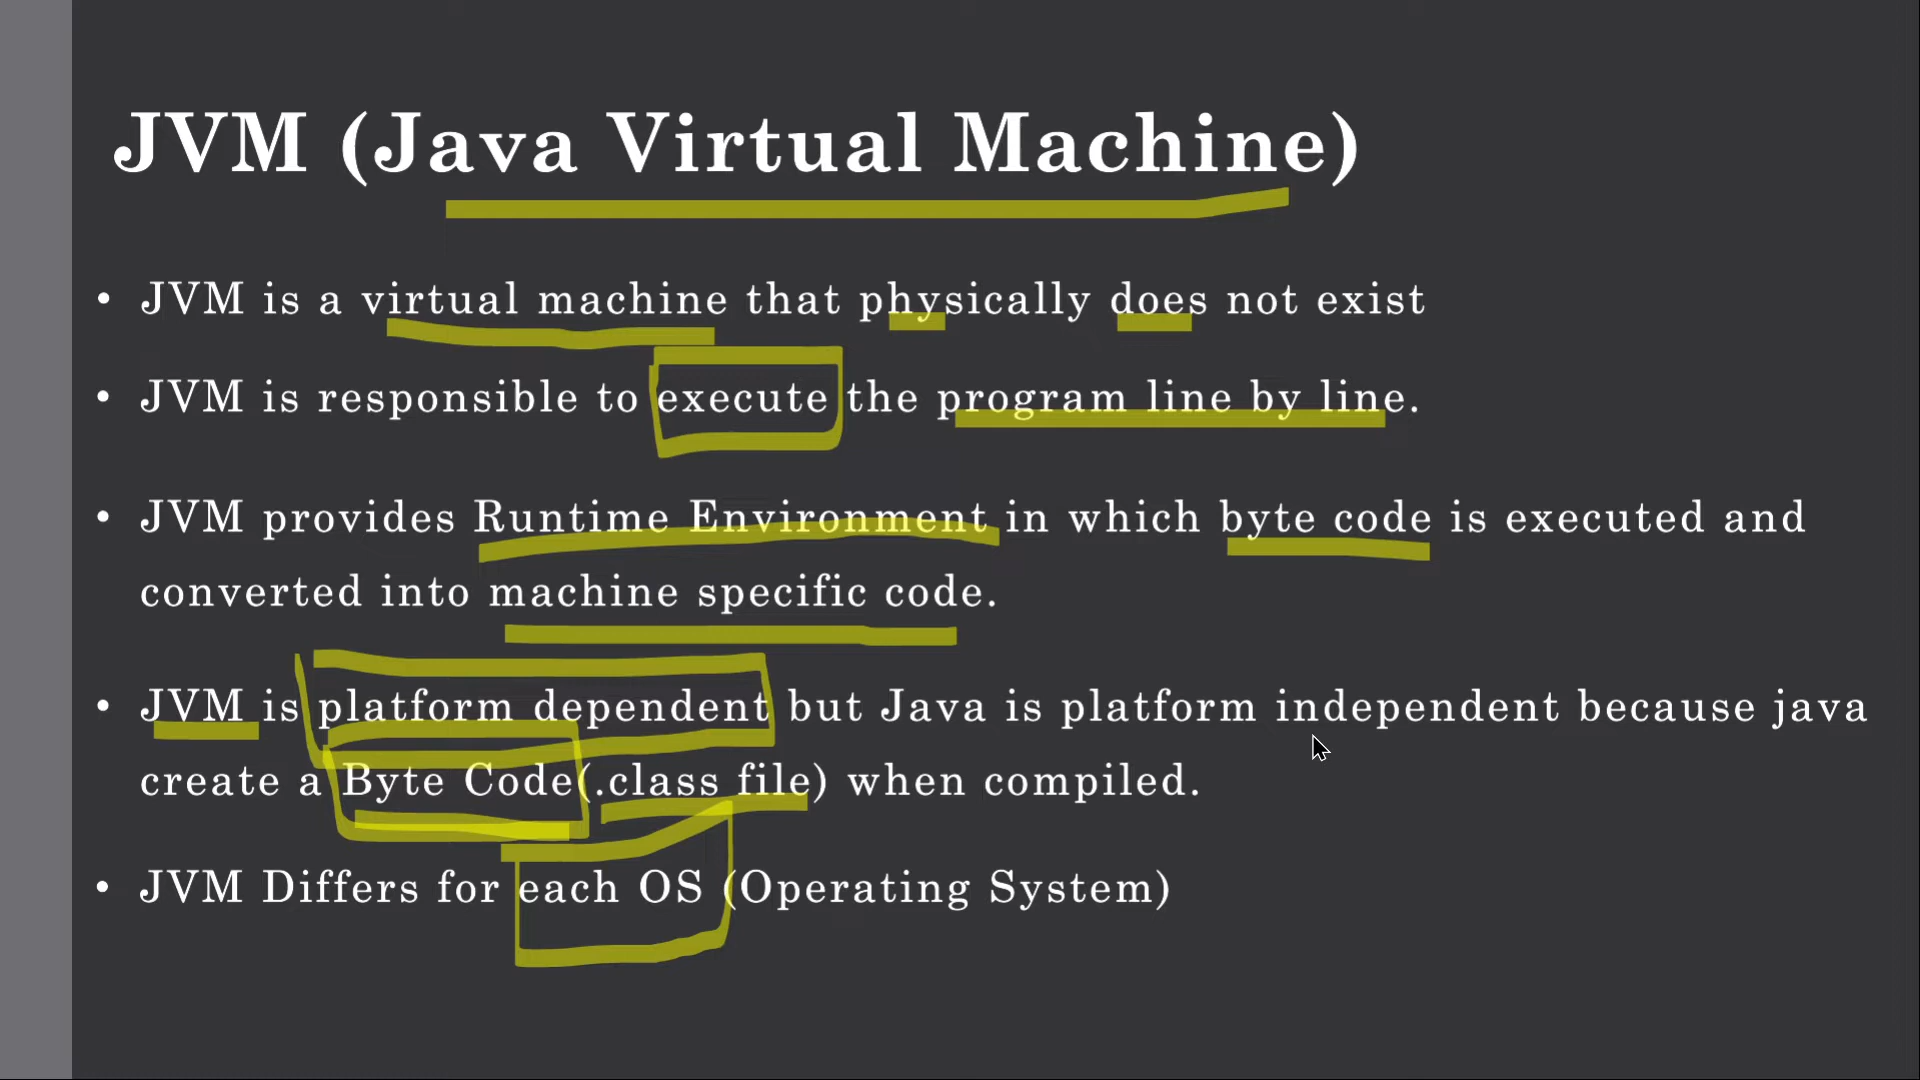 JVM (Java Virtual Machine)
• JVM is a virtual machine that physically does not exist
• JVM is responsible to execute the program line by line.
• JVM provides Runtime Environment in which byte code is executed and
converted into machine specific code.
• JVM is platform dependent but Java is platform independent because java
create a Byte Code(.class file) when compiled.
• JVM Differs for each OS (Operating System)